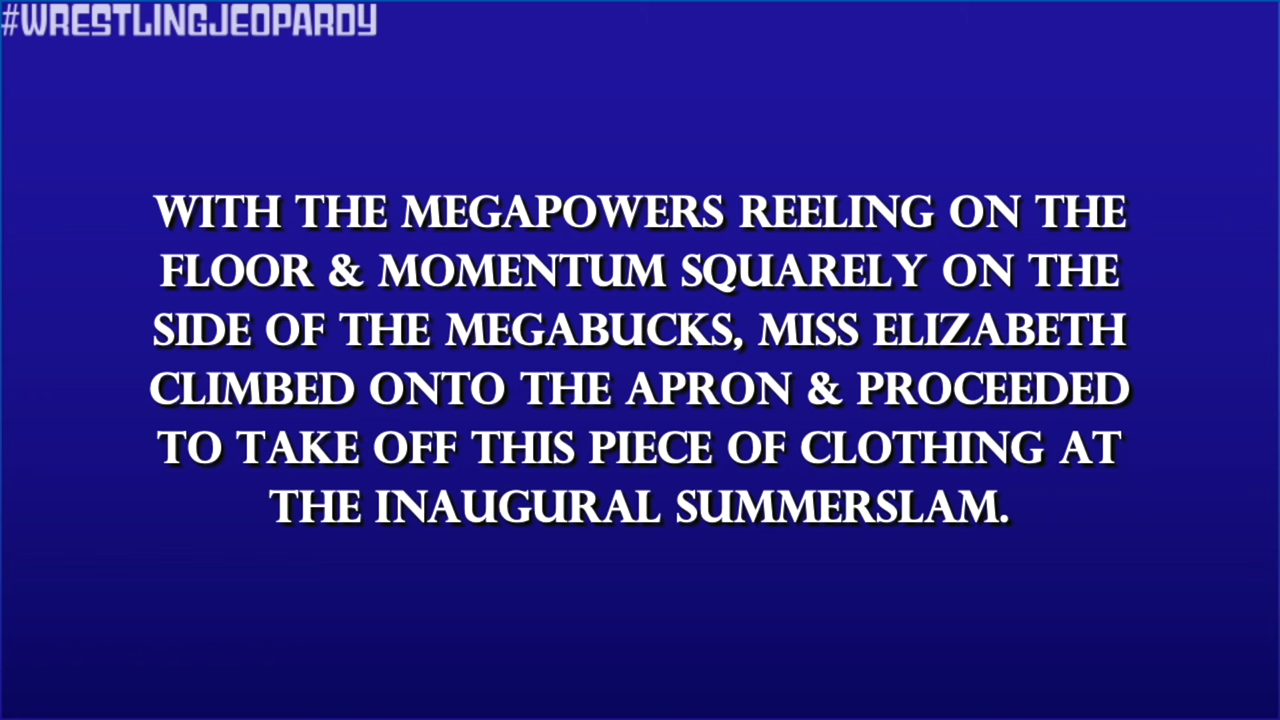 #WRESTLINGJEOPARDY
WITH THE MEGAPOWERS REELING ON THE
FLOOR & MOMENTUM SQUARELY ON THE
SIDE OF THE MEGABUCKS, MISS ELIZABETH
CLIMBED ONTO THE APRON & PROCEEDED
TO TAKE OFF THIS PIECE OF CLOTHING AT
THE INAUGURAL SUMMERSLAM.